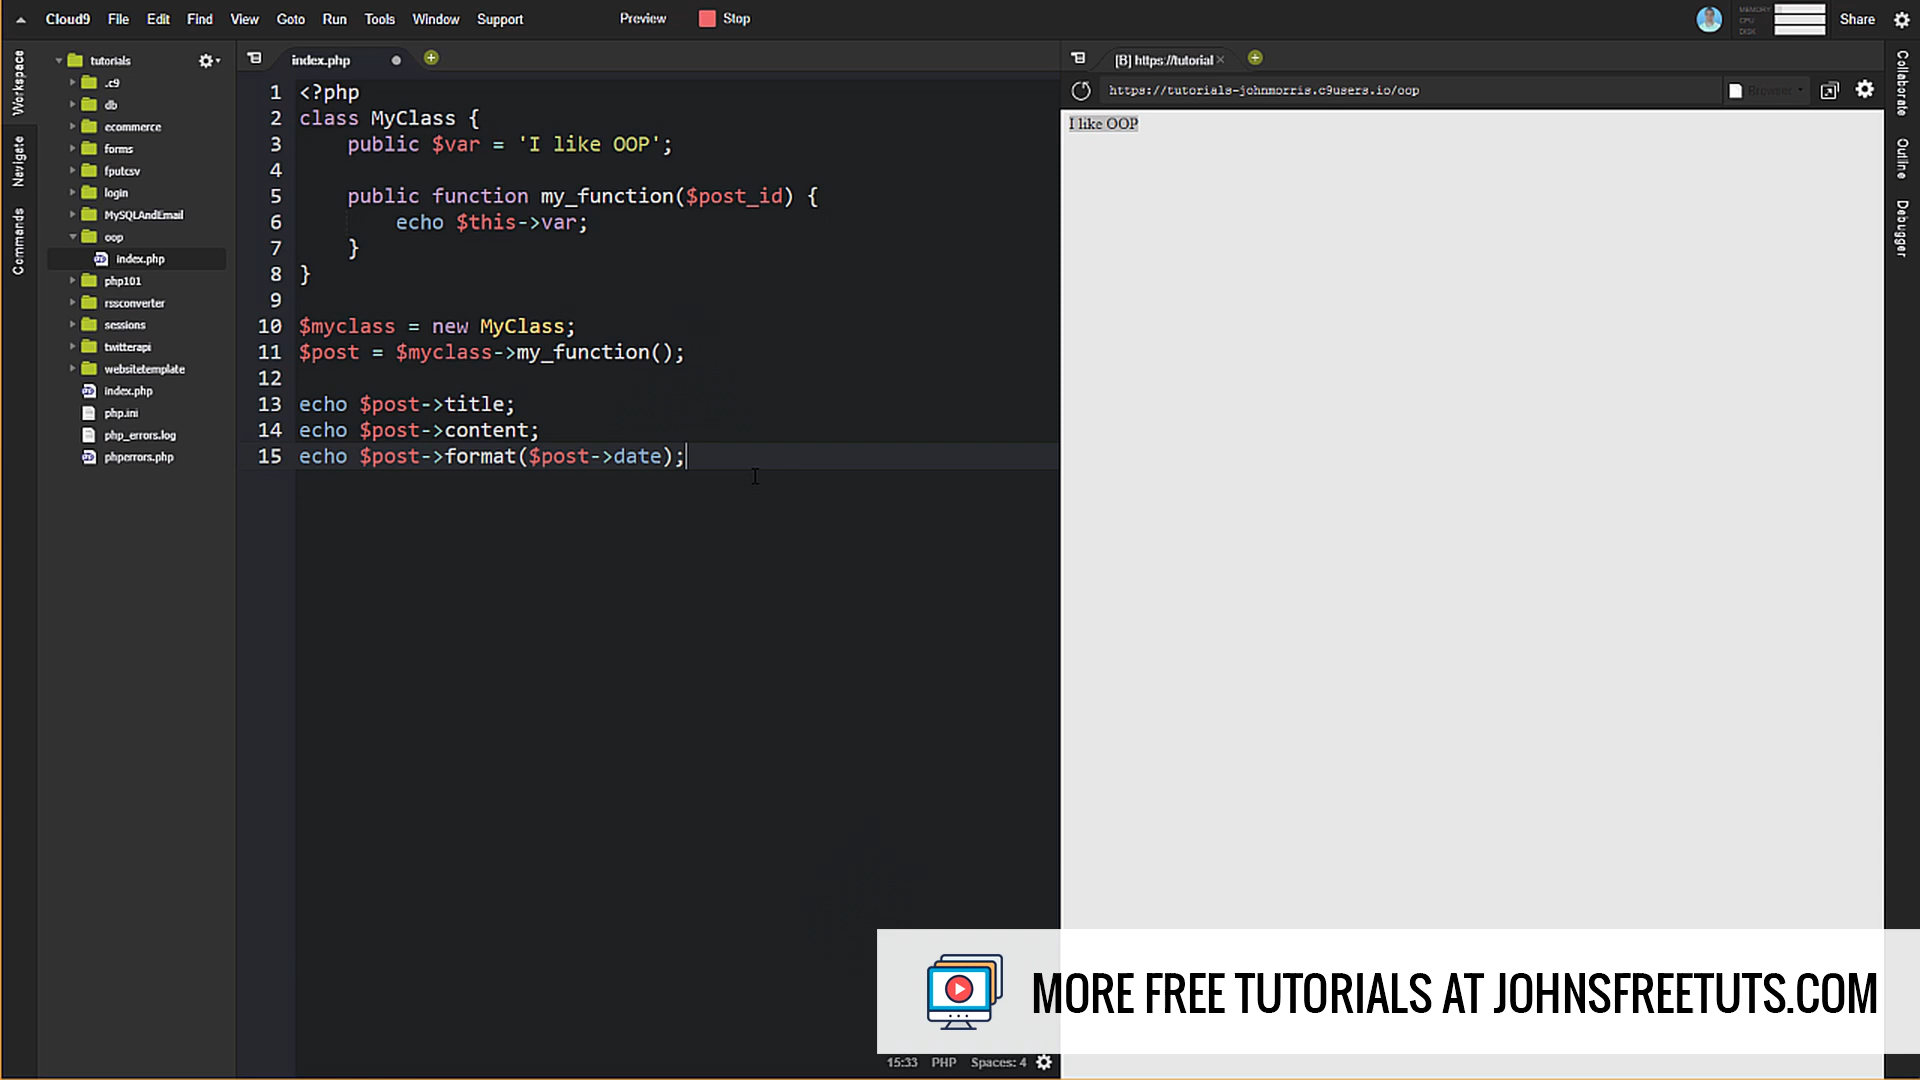 Cloud9 File Edit Find View Goto Run Tools Window Support Preview Stop MEMORY CPU DISK Share
Workspace
Navigate
Commands
tutorials
.c9
db
ecommerce
forms
fputcsv
login
MySQLAndEmail
oop
index.php
php101
rssconverter
sessions
twitterapi
websitetemplate
index.php
php.ini
php_errors.log
phperrors.php
index.php
1 <?php
2 class MyClass {
3 public $var = 'I like OOP';
4
5 public function my_function($post_id) {
6 echo $this->var;
7 }
8 }
9
10 $myclass = new MyClass;
11 $post = $myclass->my_function();
12
13 echo $post->title;
14 echo $post->content;
15 echo $post->format($post->date);
15:33 PHP Spaces: 4
[B] https://tutorial
https://tutorials-johnmorris.c9users.io/oop Browser
I like OOP
Collaborate
Outline
Debugger
MORE FREE TUTORIALS AT JOHNSFREETUTS.COM